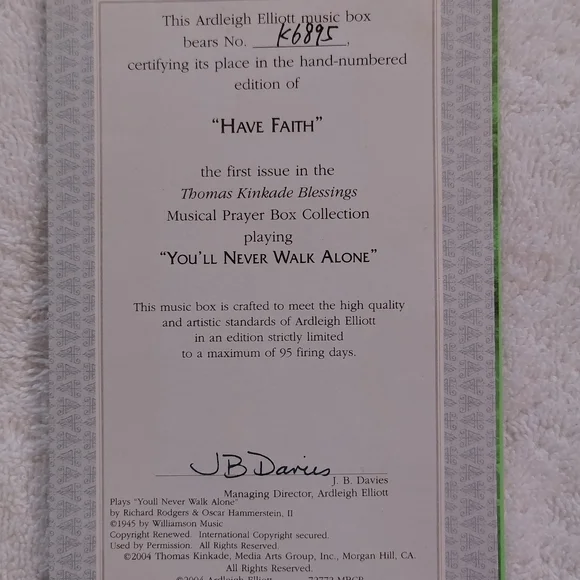 This Ardleigh Elliott music box
bears No. K6895,
certifying its place in the hand-numbered
edition of
"HAVE FAITH"
the first issue in the
Thomas Kinkade Blessings
Musical Prayer Box Collection
playing
"YOU'LL NEVER WALK ALONE"
This music box is crafted to meet the high quality
and artistic standards of Ardleigh Elliott
in an edition strictly limited
to a maximum of 95 firing days.
JB Davies
J. B. Davies
Managing Director, Ardleigh Elliott
Plays "Youll Never Walk Alone"
by Richard Rodgers & Oscar Hammerstein, II
©1945 by Williamson Music
Copyright Renewed. International Copyright secured.
Used by Permission. All Rights Reserved.
©2004 Thomas Kinkade, Media Arts Group, Inc., Morgan Hill, CA.
All Rights Reserved.
©2004 Ardleigh Elliott